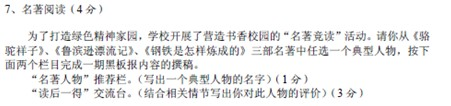 7、名著阅读(4分)
为了打造绿色精神家园,学校开展了营造书香校园的“名著竞读”活动。请你从《骆
驼祥子》、《鲁滨逊漂流记》、《钢铁是怎样炼成的》三部名著中任选一个典型人物,按下
面两个栏目完成一期黑板报内容的撰稿。
“名著人物”推荐栏。(写出一个典型人物的名字)(1分)
“读后一得”交流台。(结合相关情节写出你对此人物的评价)(3分)